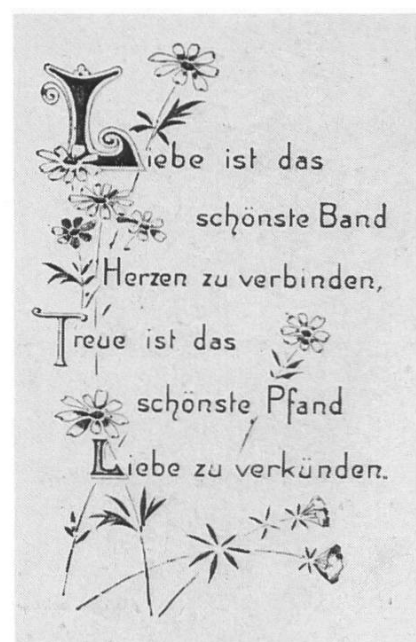 Liebe ist das
schönste Band
Herzen zu verbinden,
Treue ist das
schönste Pfand
Liebe zu verkünden.